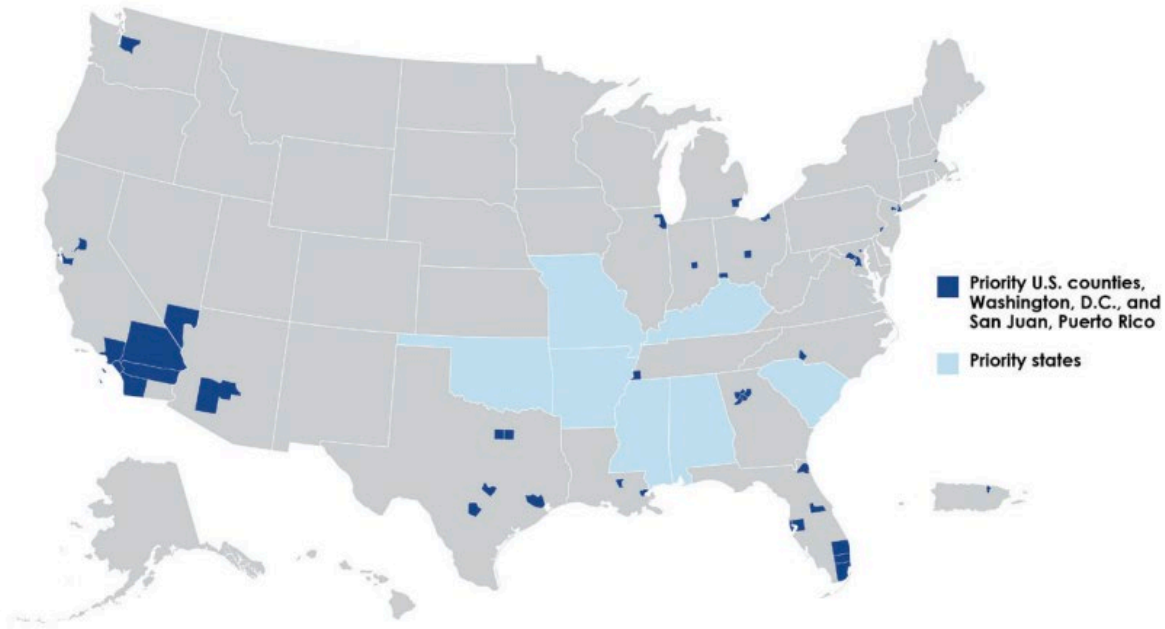 Priority U.S. counties,
Washington, D.C., and
San Juan, Puerto Rico
Priority states